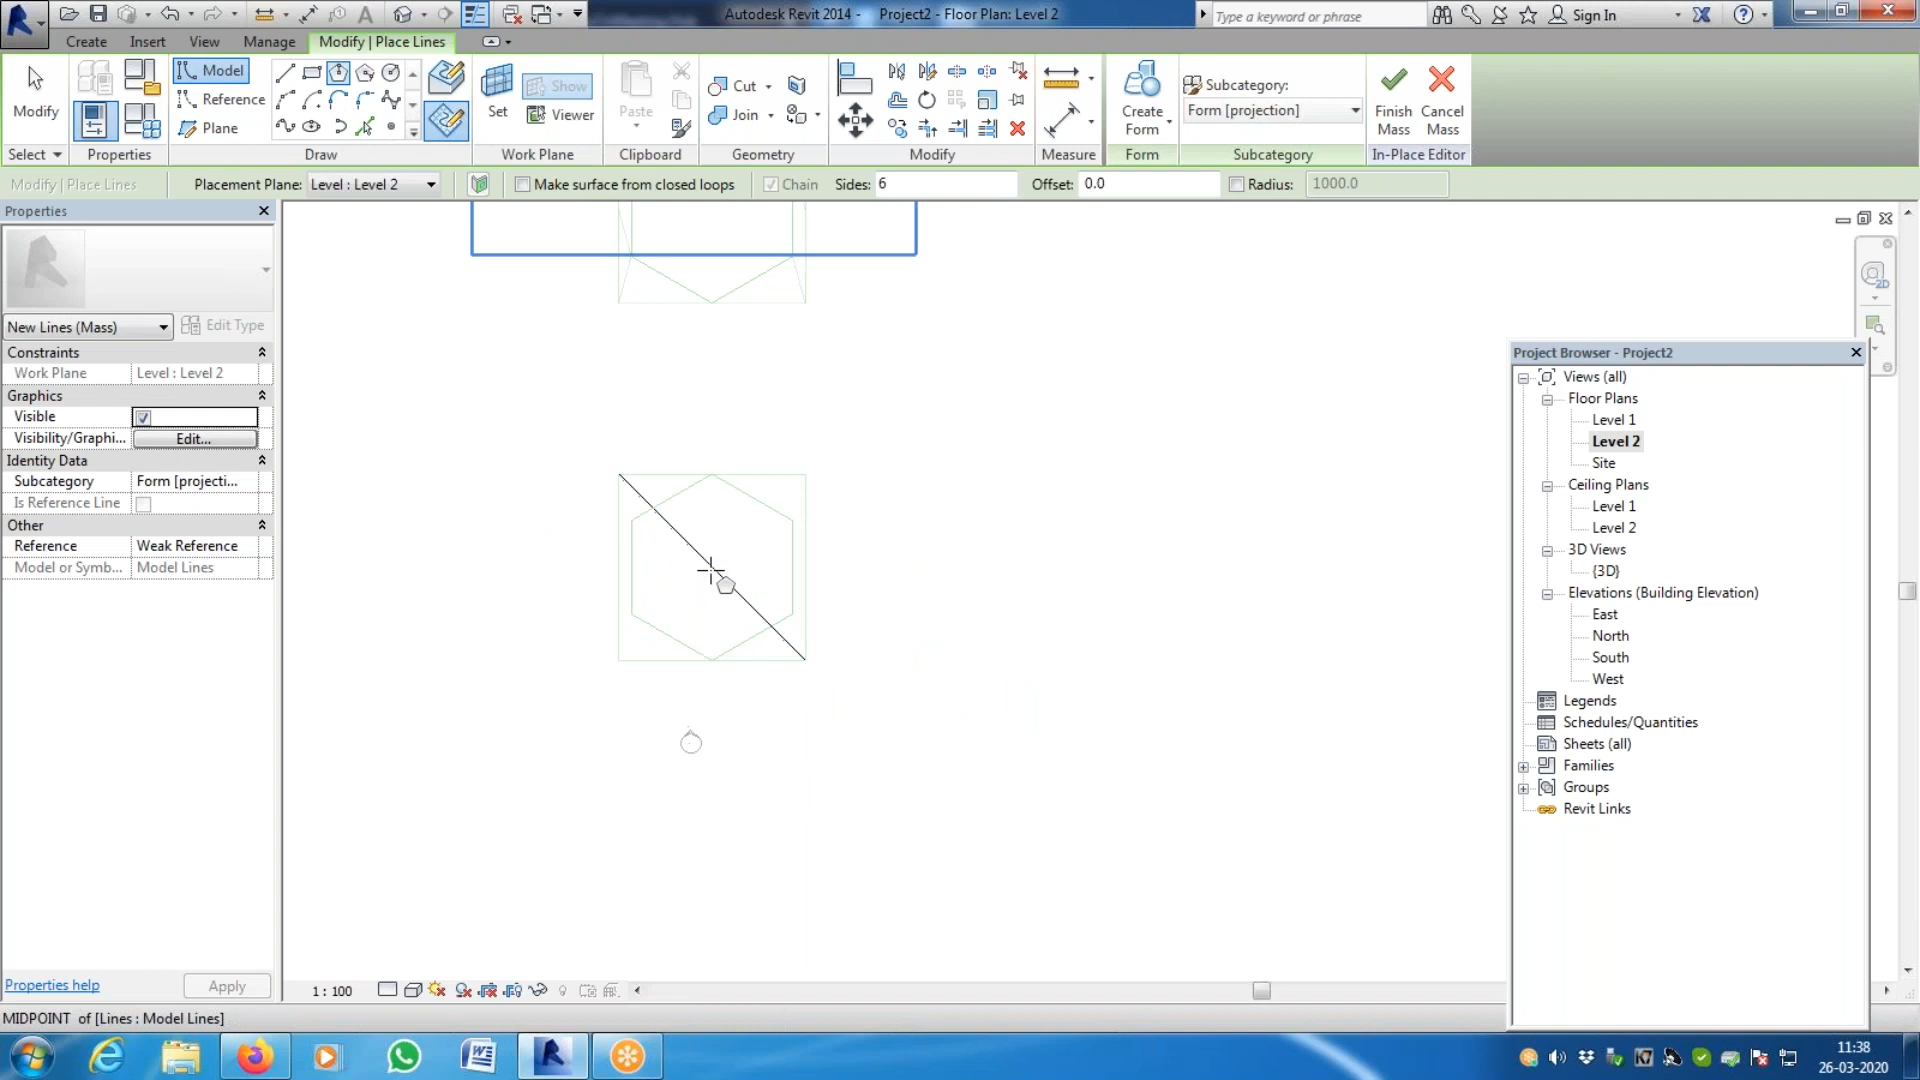 Autodesk Revit 2014 - Project2 - Floor Plan: Level 2
Type a keyword or phrase
Sign In
Create Insert View Manage Modify | Place Lines
Modify
Model
Reference
Plane
Set
Show
Viewer
Paste
Cut
Join
Create
Form
Subcategory:
Form [projection]
Finish
Mass
Cancel
Mass
Select Properties Draw Work Plane Clipboard Geometry Modify Measure Form Subcategory In-Place Editor
Modify | Place Lines Placement Plane: Level : Level 2 Make surface from closed loops Chain Sides: 6 Offset: 0.0 Radius: 1000.0
Properties
New Lines (Mass) Edit Type
Constraints
Work Plane Level : Level 2
Graphics
Visible
Visibility/Graphi... Edit...
Identity Data
Subcategory Form [projecti...
Is Reference Line
Other
Reference Weak Reference
Model or Symb... Model Lines
Properties help Apply
2D
Project Browser - Project2
Views (all)
Floor Plans
Level 1
Level 2
Site
Ceiling Plans
Level 1
Level 2
3D Views
{3D}
Elevations (Building Elevation)
East
North
South
West
Legends
Schedules/Quantities
Sheets (all)
Families
Groups
Revit Links
1 : 100
MIDPOINT of [Lines : Model Lines]
11:38
26-03-2020